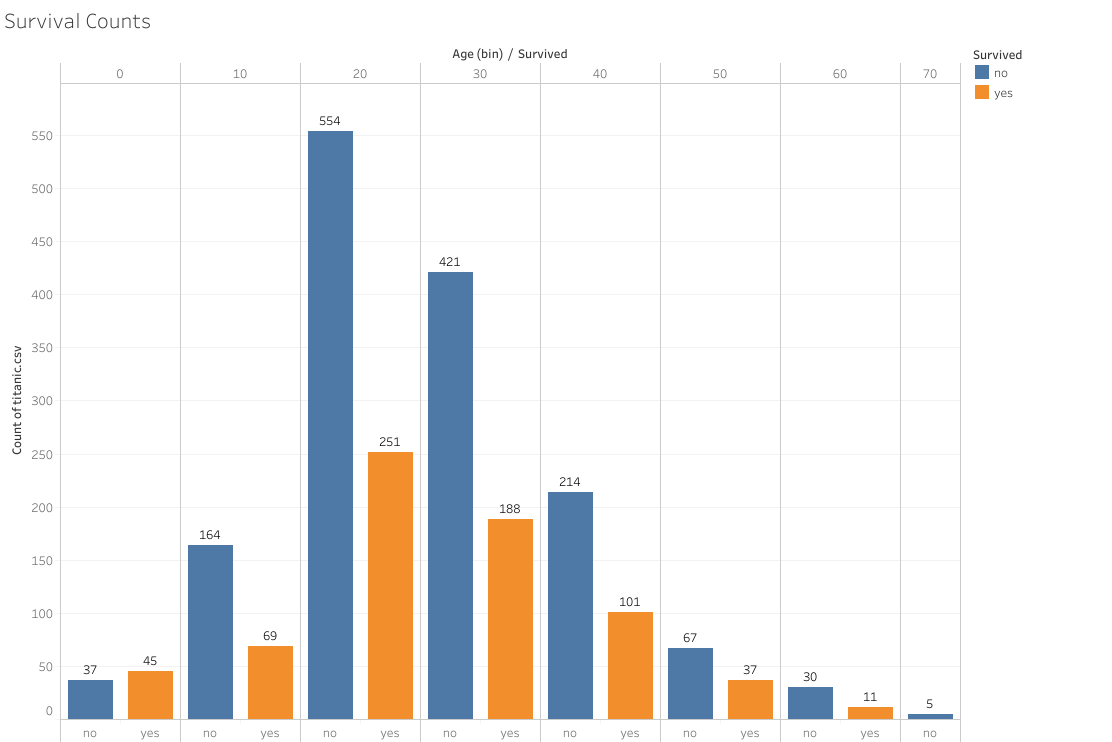 Survival Counts
Age (bin) / Survived
0 10 20 30 40 50 60 70
Survived
no
yes
Count of titanic.csv
550
500
450
400
350
300
250
200
150
100
50
0
37 45 164 69 554 251 421 188 214 101 67 37 30 11 5
no yes no yes no yes no yes no yes no yes no yes no